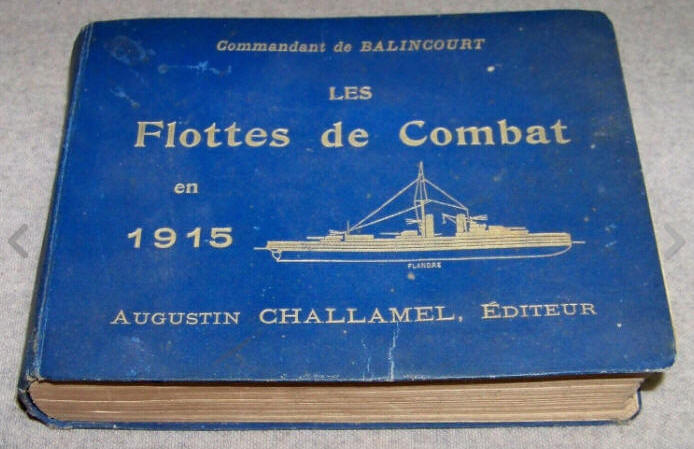 Commandant de BALINCOURT
LES
Flottes de Combat
en
1915
FLANDRE
AUGUSTIN CHALLAMEL, ÉDITEUR